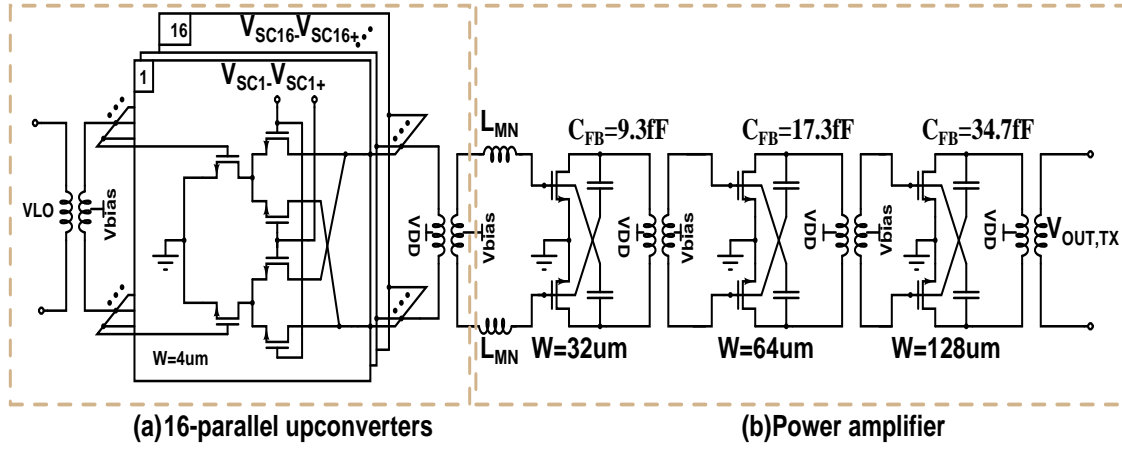 16
V_SC16-V_SC16+
1
V_SC1-V_SC1+
VLO
Vbias
W=4um
VDD
Vbias
L_MN
L_MN
C_FB=9.3fF
C_FB=17.3fF
C_FB=34.7fF
VDD
Vbias
VDD
Vbias
VDD
V_OUT,TX
W=32um
W=64um
W=128um
(a)16-parallel upconverters
(b)Power amplifier